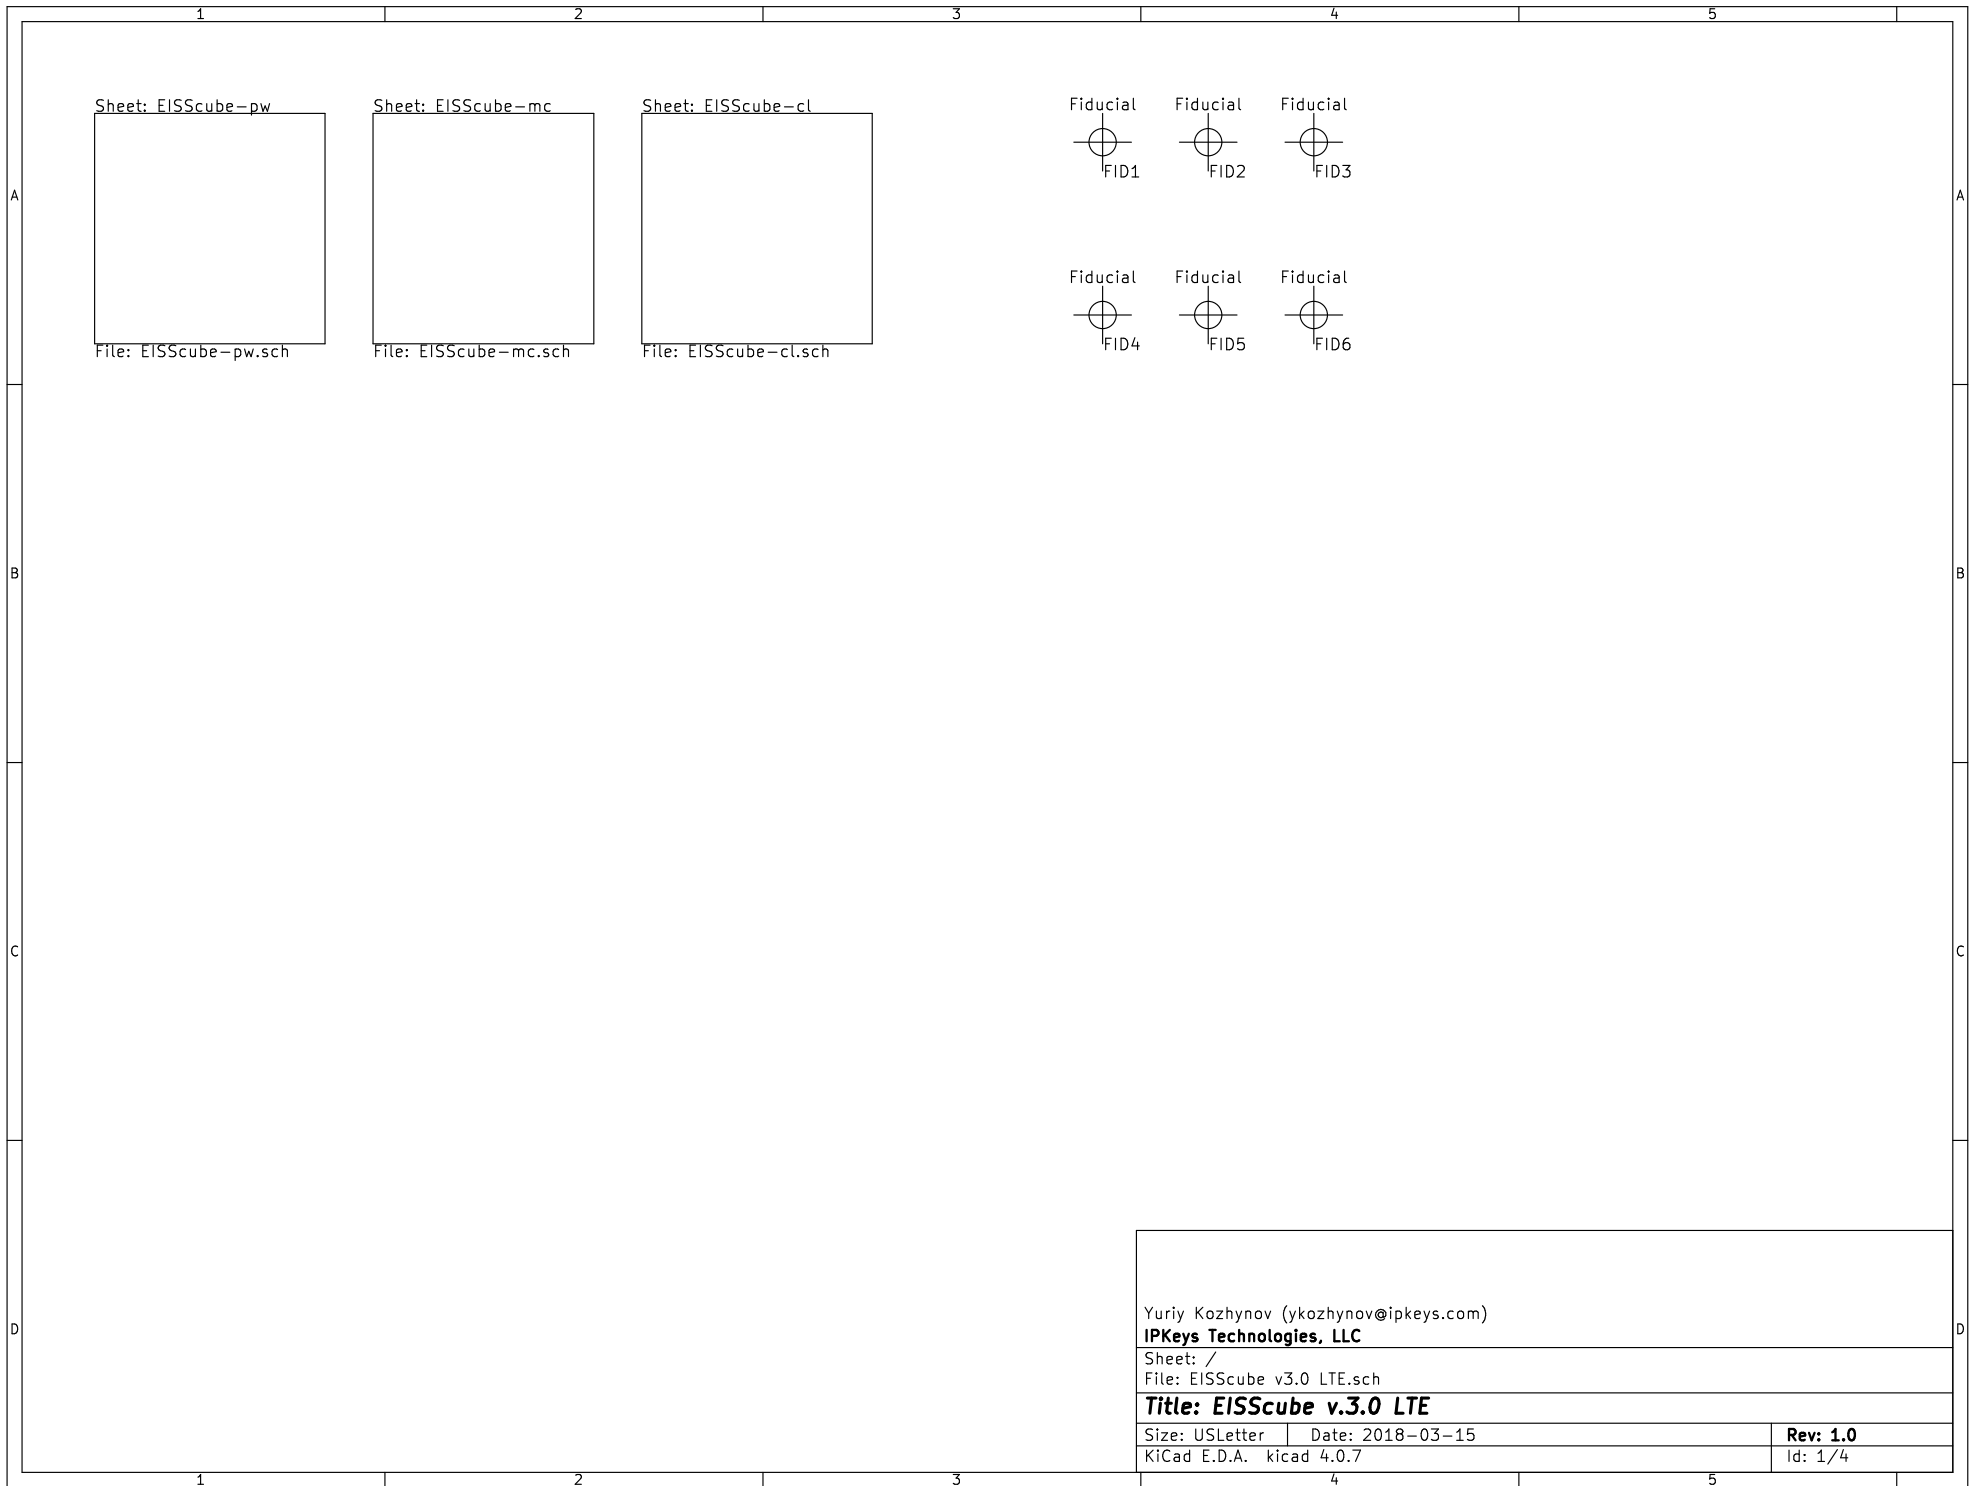 1 2 3 4 5
Sheet: EISScube-pw
Sheet: EISScube-mc
Sheet: EISScube-cl
Fiducial Fiducial Fiducial
FID1 FID2 FID3
A A
Fiducial Fiducial Fiducial
FID4 FID5 FID6
File: EISScube-pw.sch
File: EISScube-mc.sch
File: EISScube-cl.sch
B B
C C
D D
Yuriy Kozhynov (ykozhynov@ipkeys.com)
IPKeys Technologies, LLC
Sheet: /
File: EISScube v3.0 LTE.sch
Title: EISScube v.3.0 LTE
Size: USLetter Date: 2018-03-15 Rev: 1.0
KiCad E.D.A. kicad 4.0.7 Id: 1/4
1 2 3 4 5